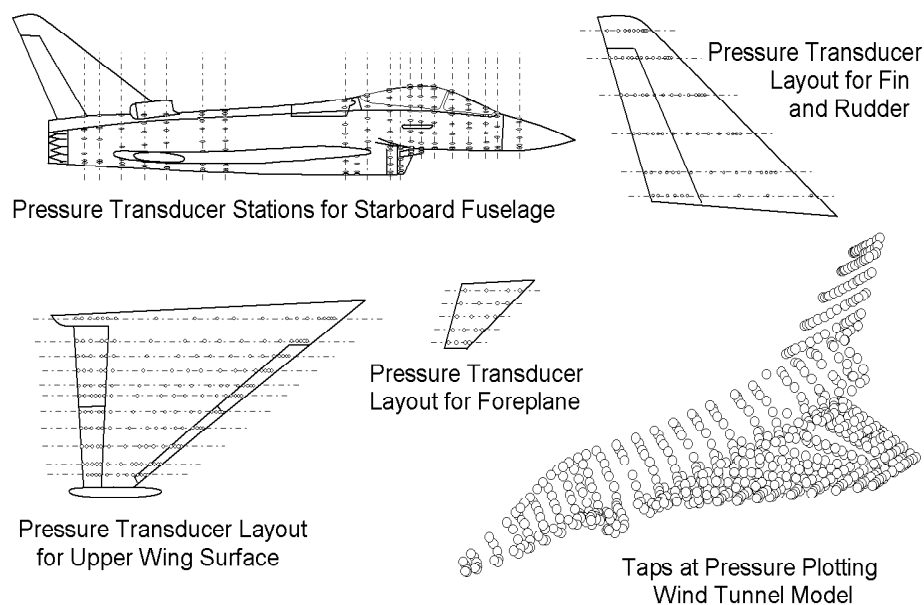 Pressure Transducer
Layout for Fin
and Rudder
Pressure Transducer Stations for Starboard Fuselage
Pressure Transducer
Layout for Foreplane
Pressure Transducer Layout
for Upper Wing Surface
Taps at Pressure Plotting
Wind Tunnel Model